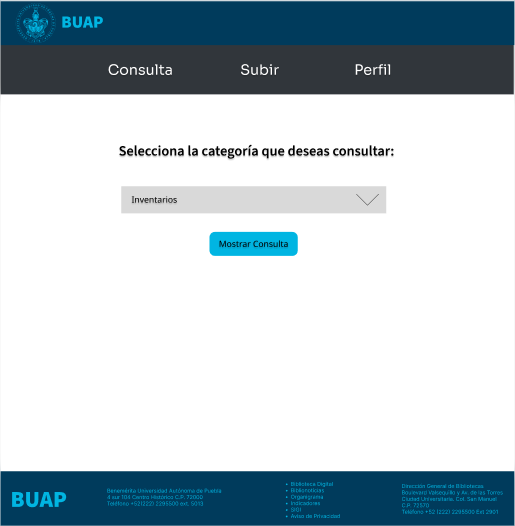 BUAP
Consulta Subir Perfil
Selecciona la categoría que deseas consultar:
Inventarios
Mostrar Consulta
BUAP
Benemérita Universidad Autónoma de Puebla
4 sur 104 Centro Histórico C.P. 72000
Teléfono +52(222) 2295500 ext. 5013
Biblioteca Digital
Biblionoticias
Organigrama
Indicadores
SIGI
Aviso de Privacidad
Dirección General de Bibliotecas
Boulevard Valsequillo y Av. de las Torres
Ciudad Universitaria. Col. San Manuel
C.P. 72570
Teléfono +52 (222) 2295500 Ext 2901